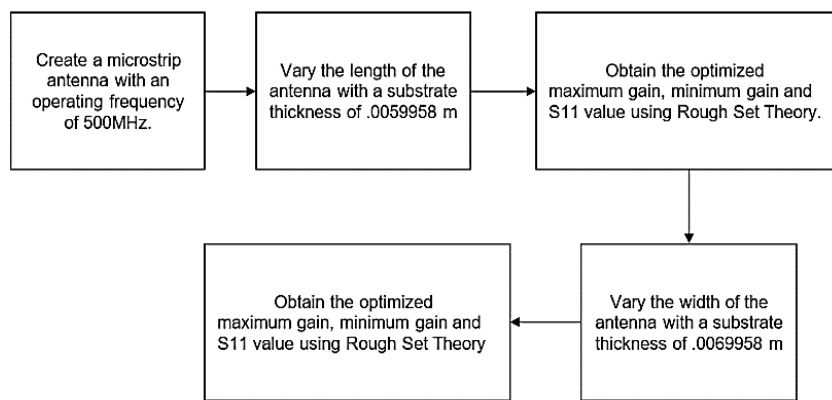 Create a microstrip
antenna with an
operating frequency
of 500MHz.
Vary the length of the
antenna with a substrate
thickness of .0059958 m
Obtain the optimized
maximum gain, minimum gain and
S11 value using Rough Set Theory.
Vary the width of the
antenna with a substrate
thickness of .0069958 m
Obtain the optimized
maximum gain, minimum gain and
S11 value using Rough Set Theory